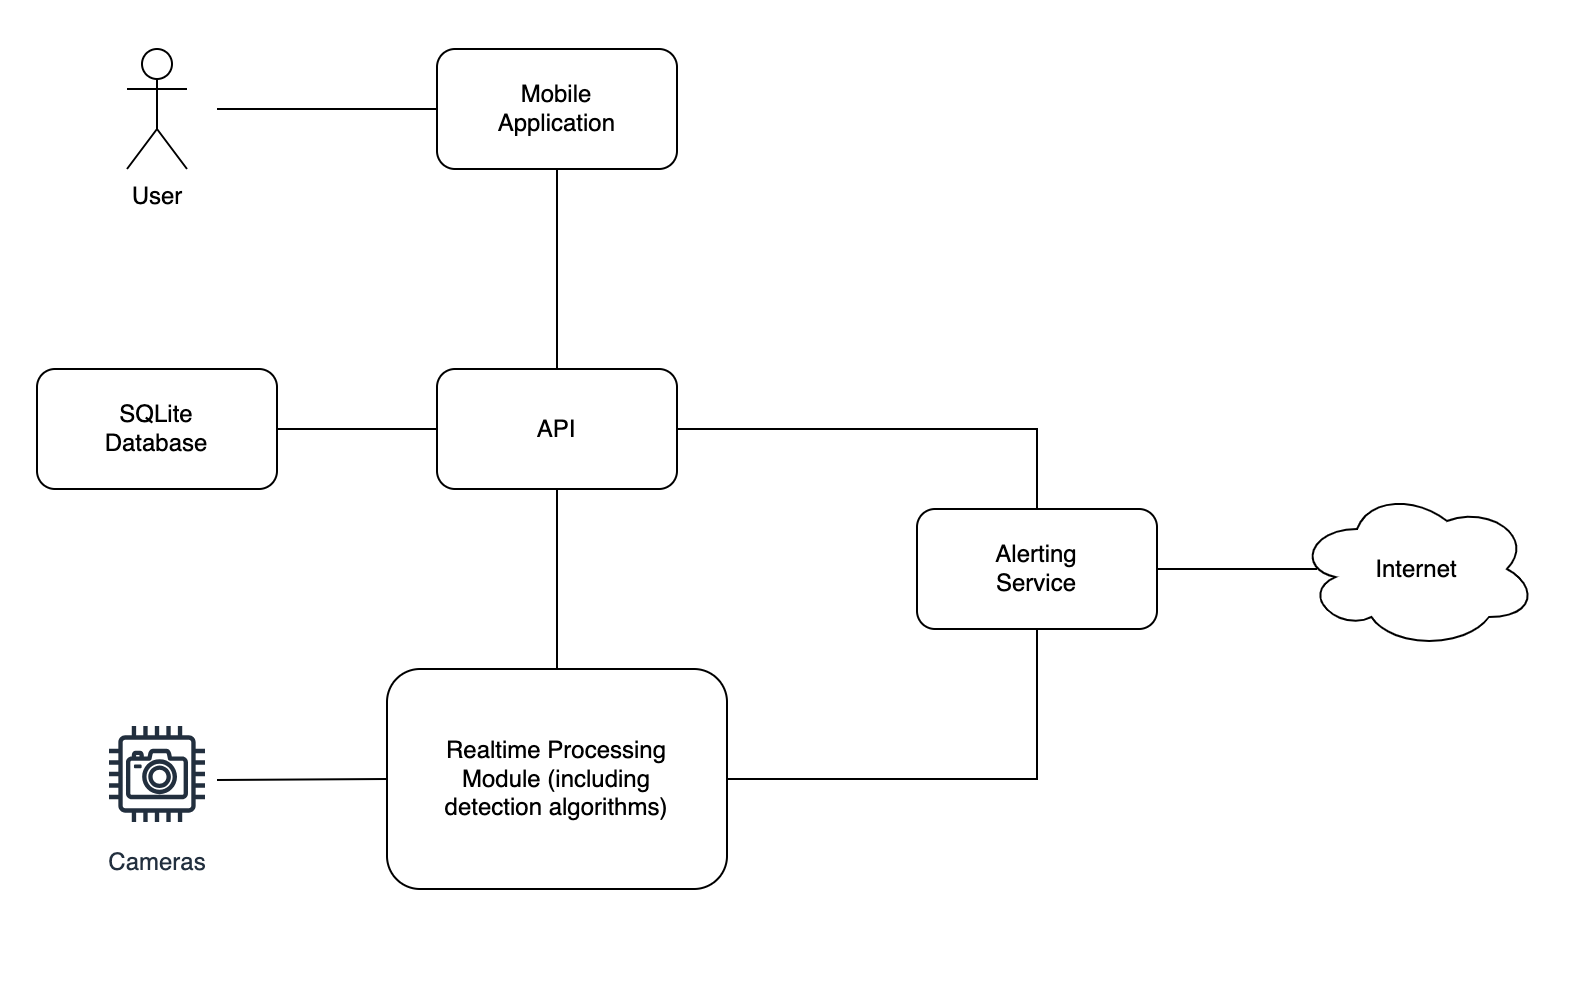 Mobile
Application
User
SQLite
Database
API
Alerting
Service
Internet
Realtime Processing
Module (including
detection algorithms)
Cameras